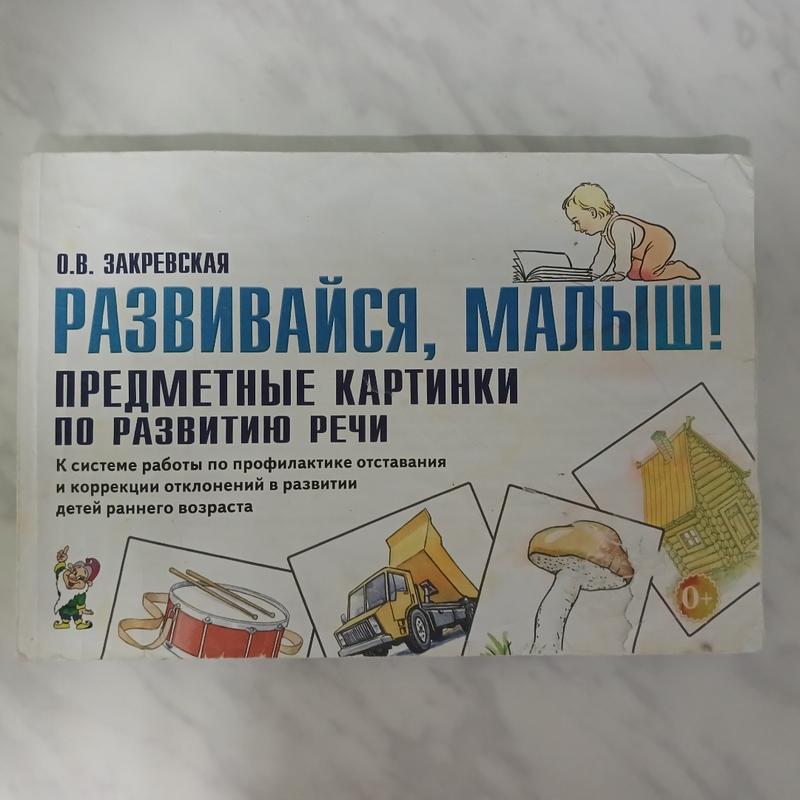 О.В. ЗАКРЕВСКАЯ
РАЗВИВАЙСЯ, МАЛЫШ!
ПРЕДМЕТНЫЕ КАРТИНКИ
ПО РАЗВИТИЮ РЕЧИ
К системе работы по профилактике отставания
и коррекции отклонений в развитии
детей раннего возраста
0+